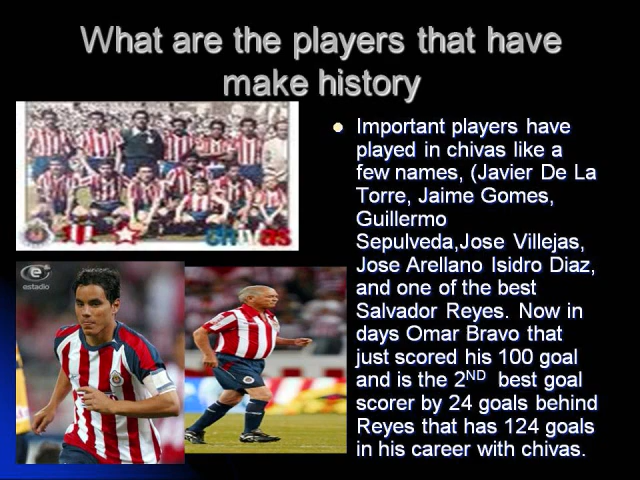 What are the players that have
make history
chivas
e
estadio
Important players have
played in chivas like a
few names, (Javier De La
Torre, Jaime Gomes,
Guillermo
Sepulveda,Jose Villejas,
Jose Arellano Isidro Diaz,
and one of the best
Salvador Reyes. Now in
days Omar Bravo that
just scored his 100 goal
and is the 2ND best goal
scorer by 24 goals behind
Reyes that has 124 goals
in his career with chivas.